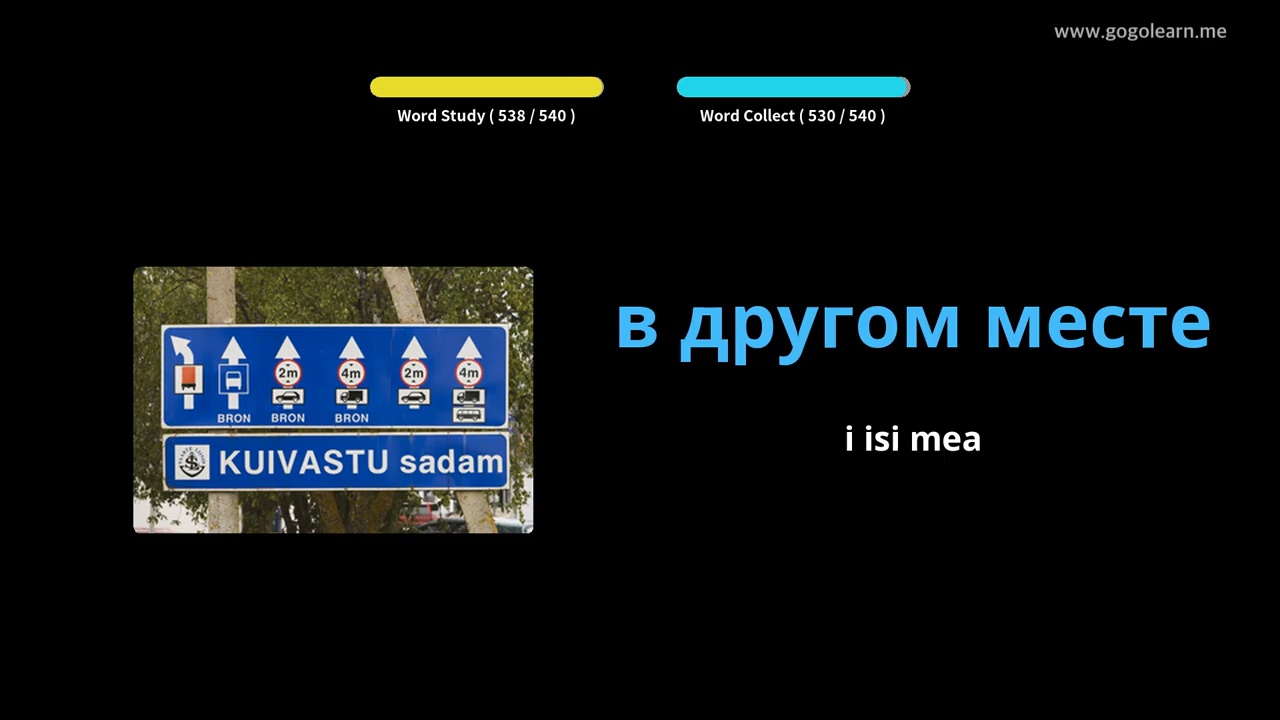 www.gogolearn.me
Word Study ( 538 / 540 )
Word Collect ( 530 / 540 )
в другом месте
i isi mea
2m 4m 2m 4m
BRON BRON BRON
KUIVASTU sadam